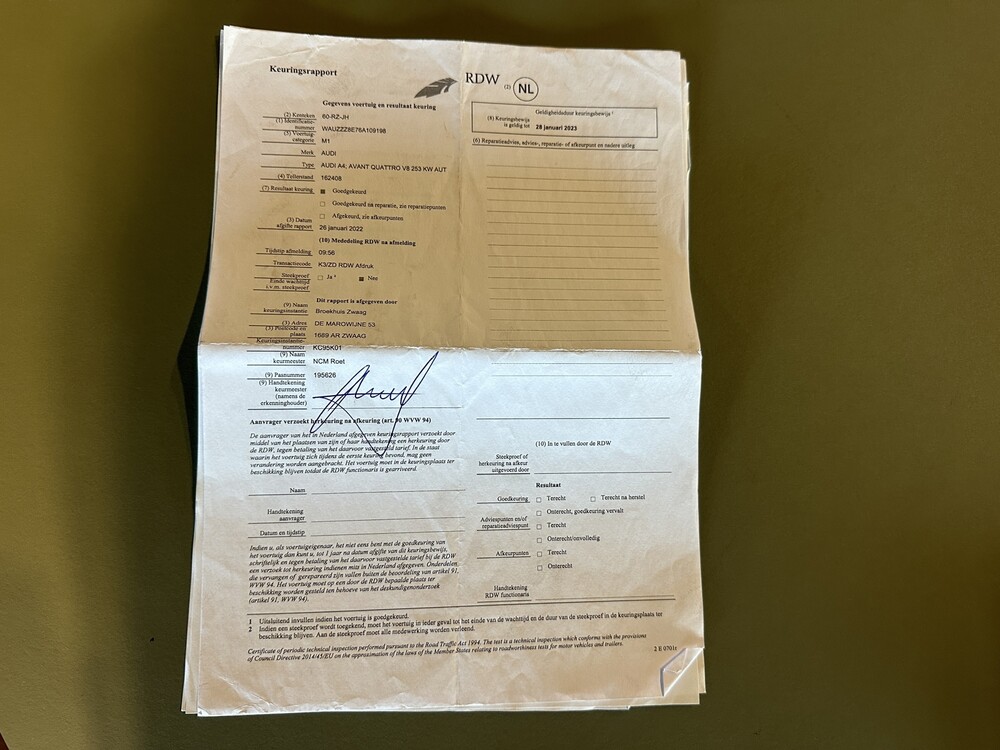 Keuringsrapport
RDW (2) NL
Gegevens voertuig en resultaat keuring
(2) Kenteken 80-RZ-JH
(1) Identificatie-
nummer WAUZZZ8E76A109198
(5) Voertuig-
categorie M1
Merk AUDI
Type AUDI A4; AVANT QUATTRO V8 253 KW AUT
(4) Tellerstand 162408
(7) Resultaat keuring Goedgekeurd
Goedgekeurd na reparatie, zie reparatiepunten
Afgekeurd, zie afkeurpunten
(3) Datum
afgifte rapport 26 januari 2022
(10) Mededeling RDW na afmelding
Tijdstip afmelding 09:56
Transactiecode K3/ZD RDW Afdruk
Steekproef Ja ² Nee
Einde wachttijd
i.v.m. steekproef
Dit rapport is afgegeven door
(9) Naam
keuringsinstantie Broekhuis Zwaag
(3) Adres DE MAROWIJNE 53
(3) Postcode en
plaats 1689 AR ZWAAG
Keuringsinstantie-
nummer KC95K01
(9) Naam
keurmeester NCM Roet
(9) Pasnummer 195626
(9) Handtekening
keurmeester
(namens de
erkenninghouder)
Aanvrager verzoekt herkeuring na afkeuring (art. 90 WVW 94)
De aanvrager van het in Nederland afgegeven keuringsrapport verzoekt door
middel van het plaatsen van zijn of haar handtekening een herkeuring door
de RDW, tegen betaling van het daarvoor vastgesteld tarief. In de staat
waarin het voertuig zich tijdens de eerste keuring bevond, mag geen
verandering worden aangebracht. Het voertuig moet in de keuringsplaats ter
beschikking blijven totdat de RDW functionaris is gearriveerd.
Naam
Handtekening
aanvrager
Datum en tijdstip
Indien u, als voertuigeigenaar, het niet eens bent met de goedkeuring van
het voertuig dan kunt u, tot 1 jaar na datum afgifte van dit keuringsbewijs,
schriftelijk en tegen betaling van het daarvoor vastgestelde tarief bij de RDW
een verzoek tot herkeuring indienen mits in Nederland afgegeven. Onderdelen,
die vervangen of gerepareerd zijn vallen buiten de beoordeling van artikel 91,
WVW 94. Het voertuig moet op een door de RDW bepaalde plaats ter
beschikking worden gesteld ten behoeve van het deskundigenonderzoek
(artikel 91, WVW 94).
Geldigheidsduur keuringsbewijs ¹
(8) Keuringsbewijs
is geldig tot 28 januari 2023
(6) Reparatieadvies, advies-, reparatie- of afkeurpunt en nadere uitleg
(10) In te vullen door de RDW
Steekproef of
herkeuring na afkeur
uitgevoerd door
Resultaat
Goedkeuring Terecht Terecht na herstel
Onterecht, goedkeuring vervalt
Adviespunten en/of
reparatieadviespunt Terecht
Onterecht/onvolledig
Afkeurpunten Terecht
Onterecht
Handtekening
RDW functionaris
1 Uitsluitend invullen indien het voertuig is goedgekeurd.
2 Indien een steekproef wordt toegekend, moet het voertuig in ieder geval tot het einde van de wachttijd en de duur van de steekproef in de keuringsplaats ter
beschikking blijven. Aan de steekproef moet alle medewerking worden verleend.
Certificate of periodic technical inspection performed pursuant to the Road Traffic Act 1994. The test is a technical inspection which conforms with the provisions
of Council Directive 2014/45/EU on the approximation of the laws of the Member States relating to roadworthiness tests for motor vehicles and trailers.
2 E 0701t